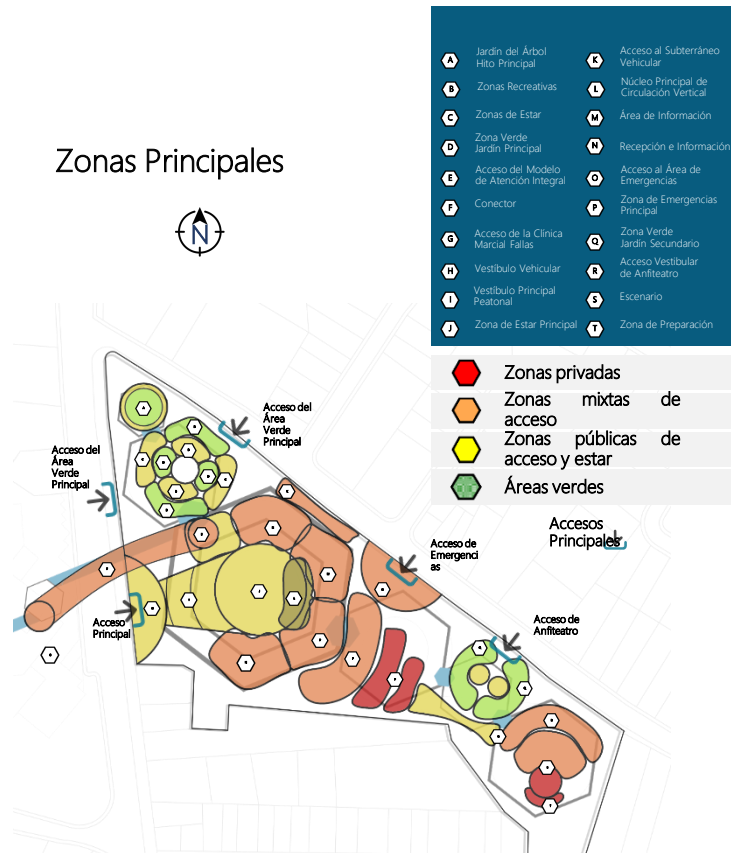 Zonas Principales
N
A Jardín del Árbol
Hito Principal
B Zonas Recreativas
C Zonas de Estar
D Zona Verde
Jardín Principal
E Acceso del Modelo
de Atención Integral
F Conector
G Acceso de la Clínica
Marcial Fallas
H Vestíbulo Vehicular
I Vestíbulo Principal
Peatonal
J Zona de Estar Principal
K Acceso al Subterráneo
Vehicular
L Núcleo Principal de
Circulación Vertical
M Área de Información
N Recepción e Información
O Acceso al Área de
Emergencias
P Zona de Emergencias
Principal
Q Zona Verde
Jardín Secundario
R Acceso Vestibular
de Anfiteatro
S Escenario
T Zona de Preparación
Zonas privadas
Zonas mixtas de
acceso
Zonas públicas de
acceso y estar
Áreas verdes
Accesos
Principales
Acceso del
Área
Verde
Principal
Acceso del
Área
Verde
Principal
Acceso de
Emergenci
as
Acceso
Principal
Acceso de
Anfiteatro